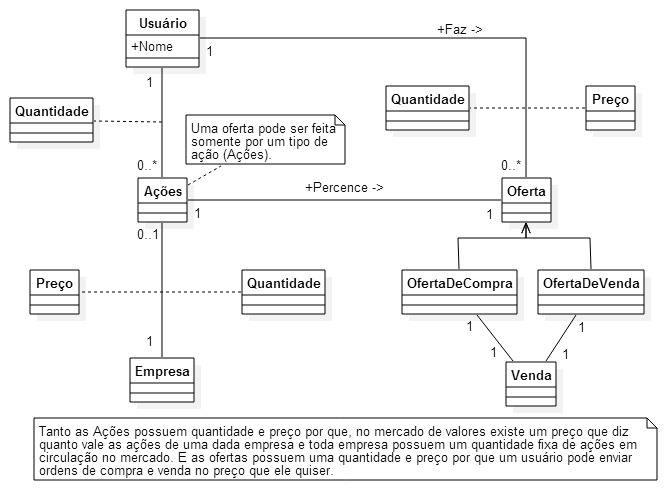 Usuário
+Nome
+Faz ->
1
1
Quantidade
Quantidade
Preço
Uma oferta pode ser feita
somente por um tipo de
ação (Ações).
0..*
0..*
Ações
+Percence ->
Oferta
1
1
0..1
Preço
Quantidade
OfertaDeCompra
OfertaDeVenda
1
1
1
1
1
Empresa
Venda
Tanto as Ações possuem quantidade e preço por que, no mercado de valores existe um preço que diz
quanto vale as ações de uma dada empresa e toda empresa possuem um quantidade fixa de ações em
circulação no mercado. E as ofertas possuem uma quantidade e preço por que um usuário pode enviar
ordens de compra e venda no preço que ele quiser.